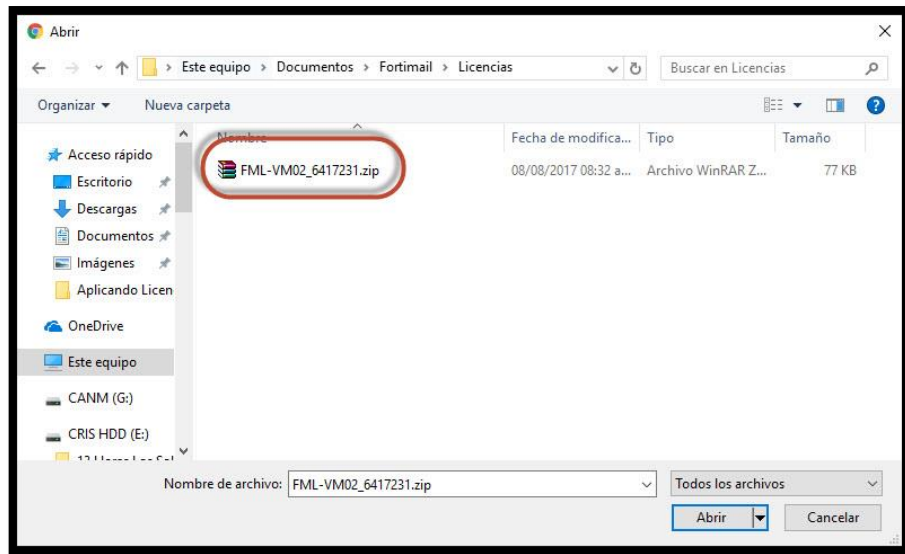 Abrir
Este equipo > Documentos > Fortimail > Licencias
Buscar en Licencias
Organizar
Nueva carpeta
Nombre
Fecha de modifica...
Tipo
Tamaño
FML-VM02_6417231.zip
08/08/2017 08:32 a...
Archivo WinRAR Z...
77 KB
Acceso rápido
Escritorio
Descargas
Documentos
Imágenes
Aplicando Licen
OneDrive
Este equipo
CANM (G:)
CRIS HDD (E:)
Nombre de archivo:
FML-VM02_6417231.zip
Todos los archivos
Abrir
Cancelar